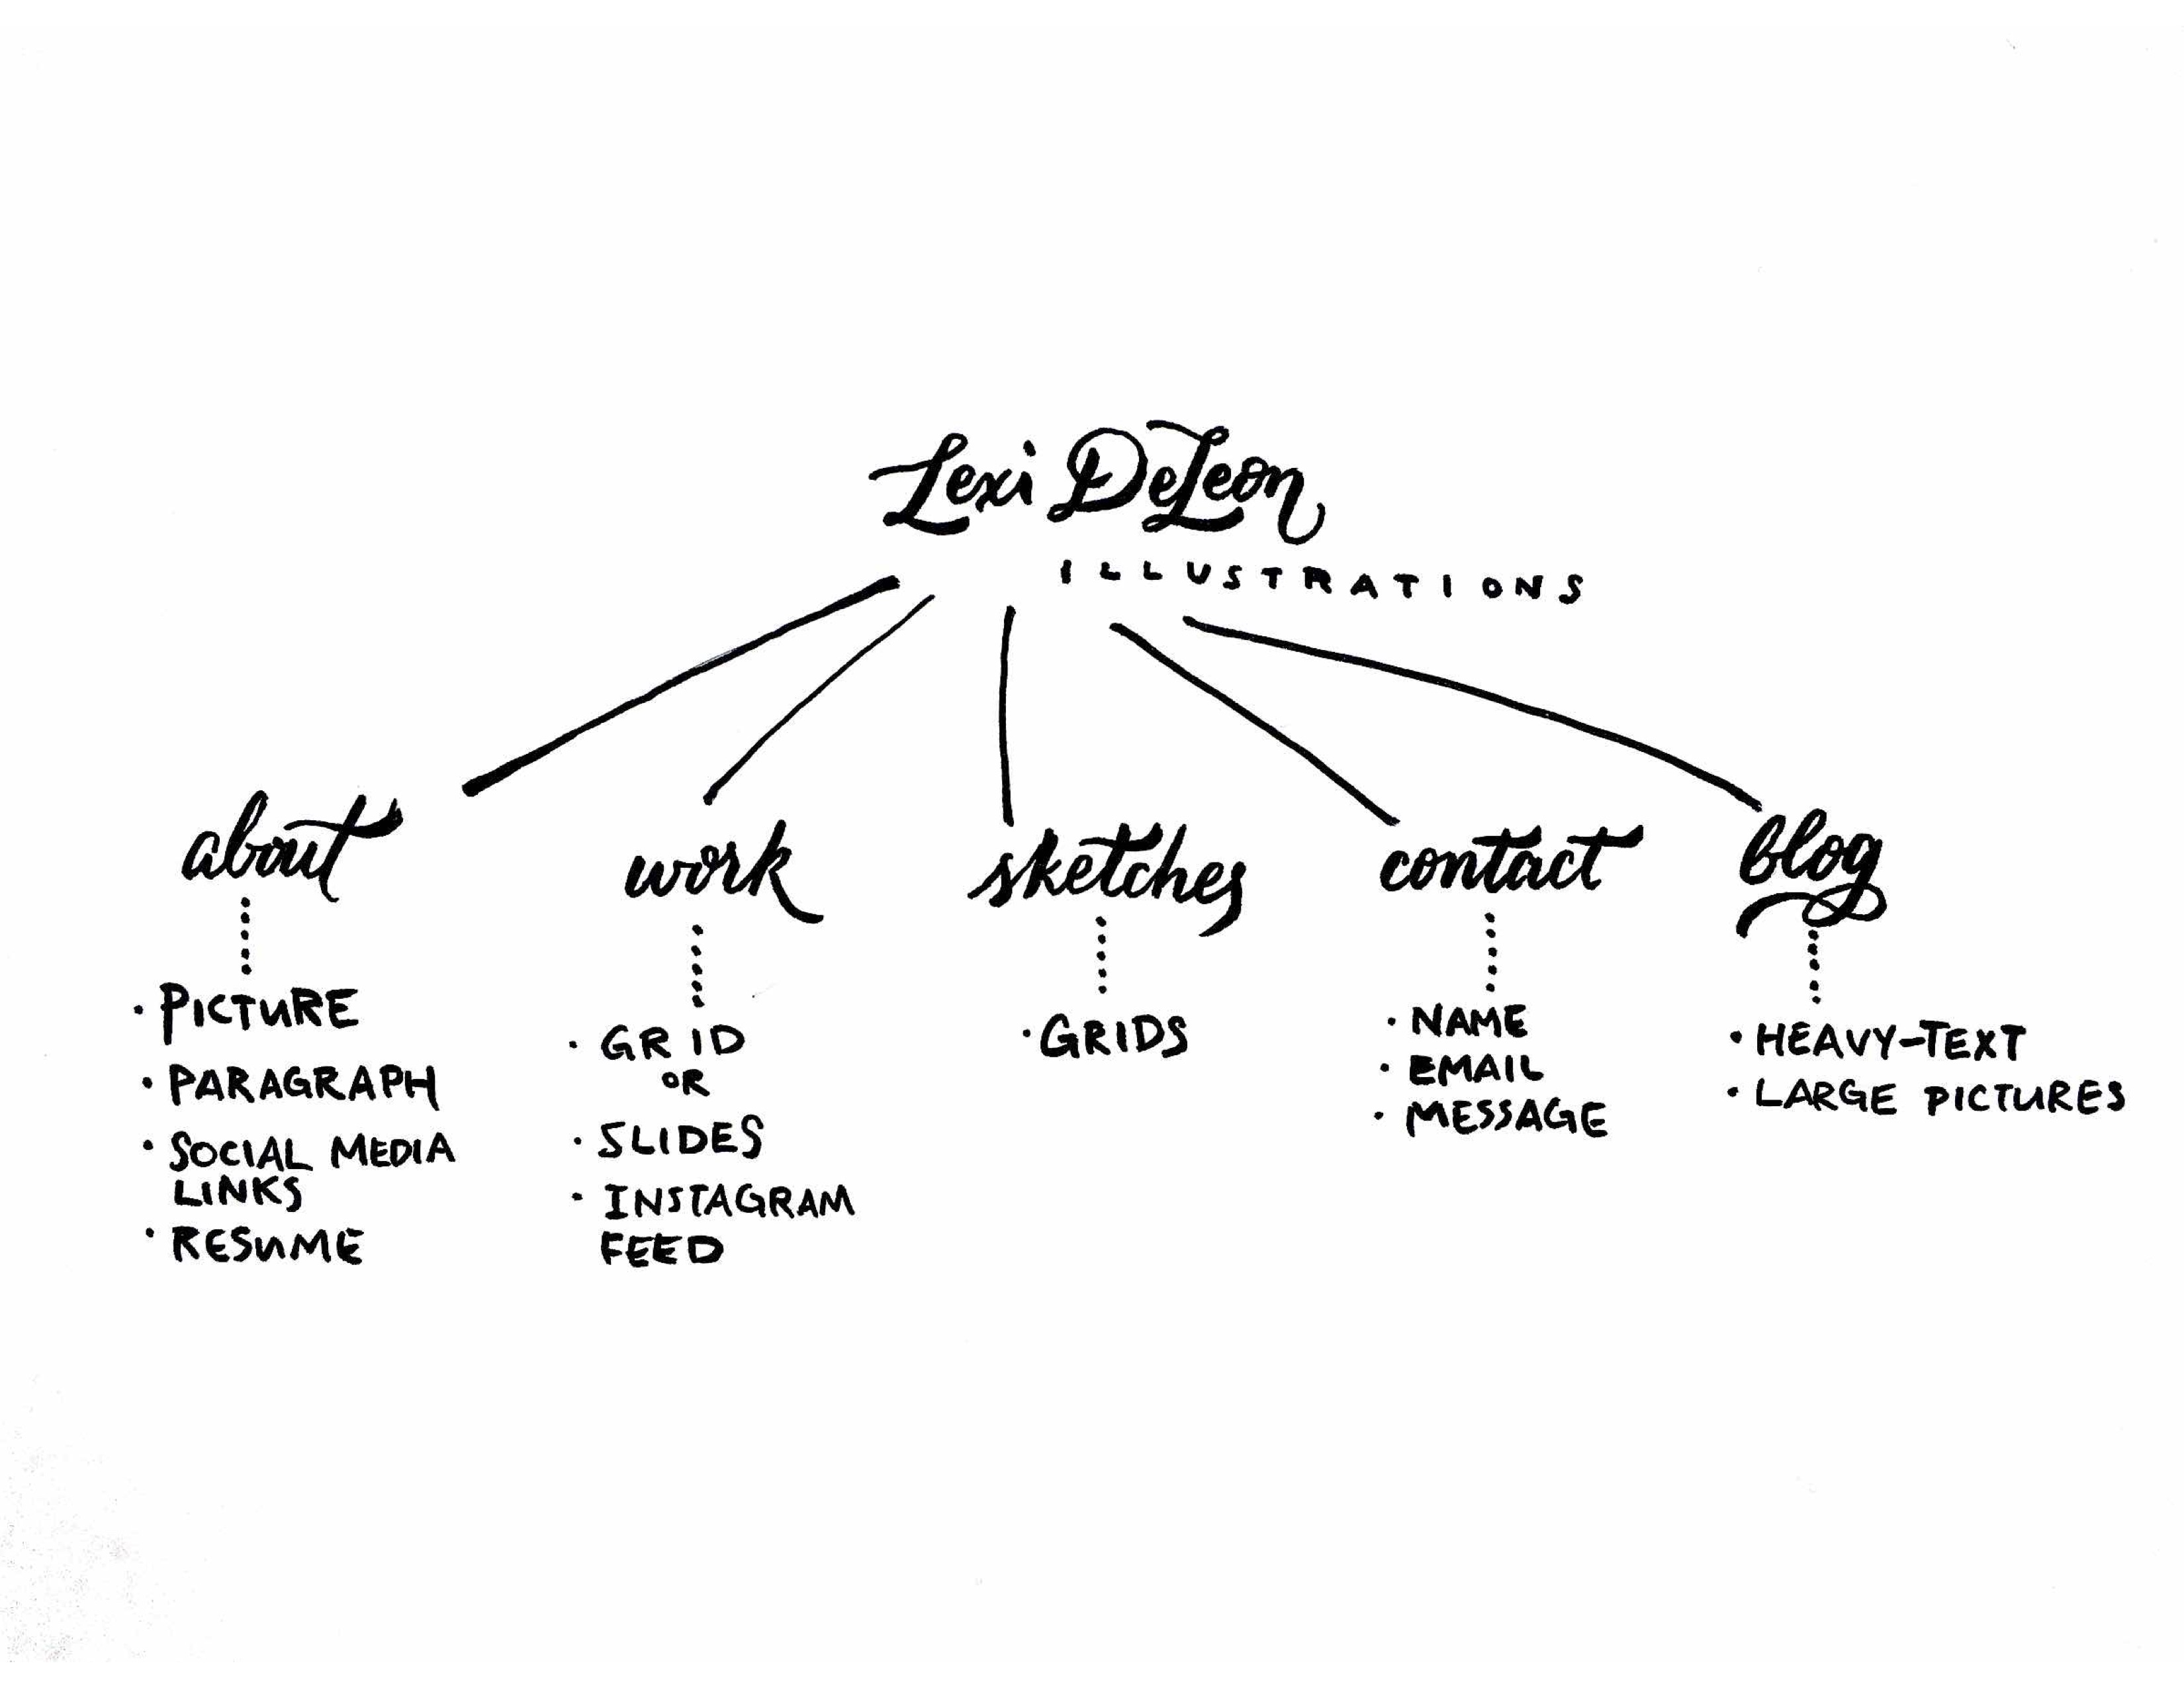 Lexi DeLeon
ILLUSTRATIONS
about
· PICTURE
· PARAGRAPH
· SOCIAL MEDIA
LINKS
· RESUME
work
· GRID
OR
· SLIDES
· INSTAGRAM
FEED
sketches
· GRIDS
contact
· NAME
· EMAIL
· MESSAGE
blog
· HEAVY-TEXT
· LARGE PICTURES